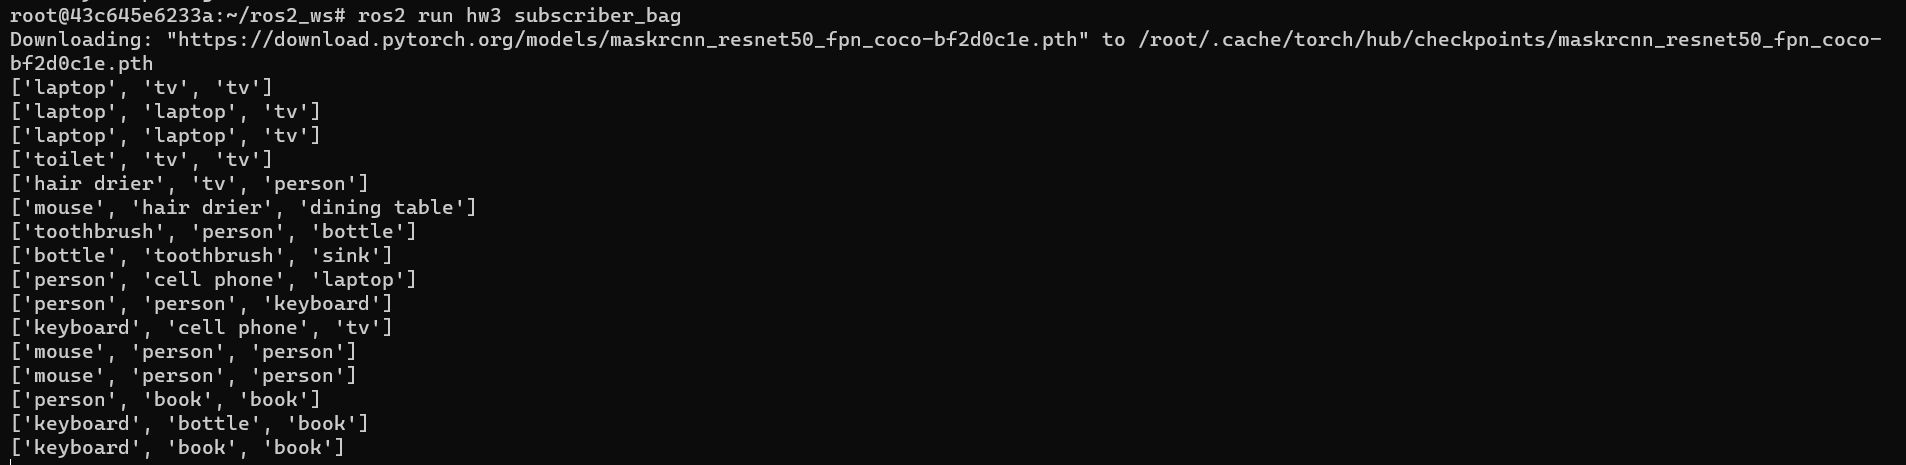 root@43c645e6233a:~/ros2_ws# ros2 run hw3 subscriber_bag
Downloading: "https://download.pytorch.org/models/maskrcnn_resnet50_fpn_coco-bf2d0c1e.pth" to /root/.cache/torch/hub/checkpoints/maskrcnn_resnet50_fpn_coco-
bf2d0c1e.pth
['laptop', 'tv', 'tv']
['laptop', 'laptop', 'tv']
['laptop', 'laptop', 'tv']
['toilet', 'tv', 'tv']
['hair drier', 'tv', 'person']
['mouse', 'hair drier', 'dining table']
['toothbrush', 'person', 'bottle']
['bottle', 'toothbrush', 'sink']
['person', 'cell phone', 'laptop']
['person', 'person', 'keyboard']
['keyboard', 'cell phone', 'tv']
['mouse', 'person', 'person']
['mouse', 'person', 'person']
['person', 'book', 'book']
['keyboard', 'bottle', 'book']
['keyboard', 'book', 'book']